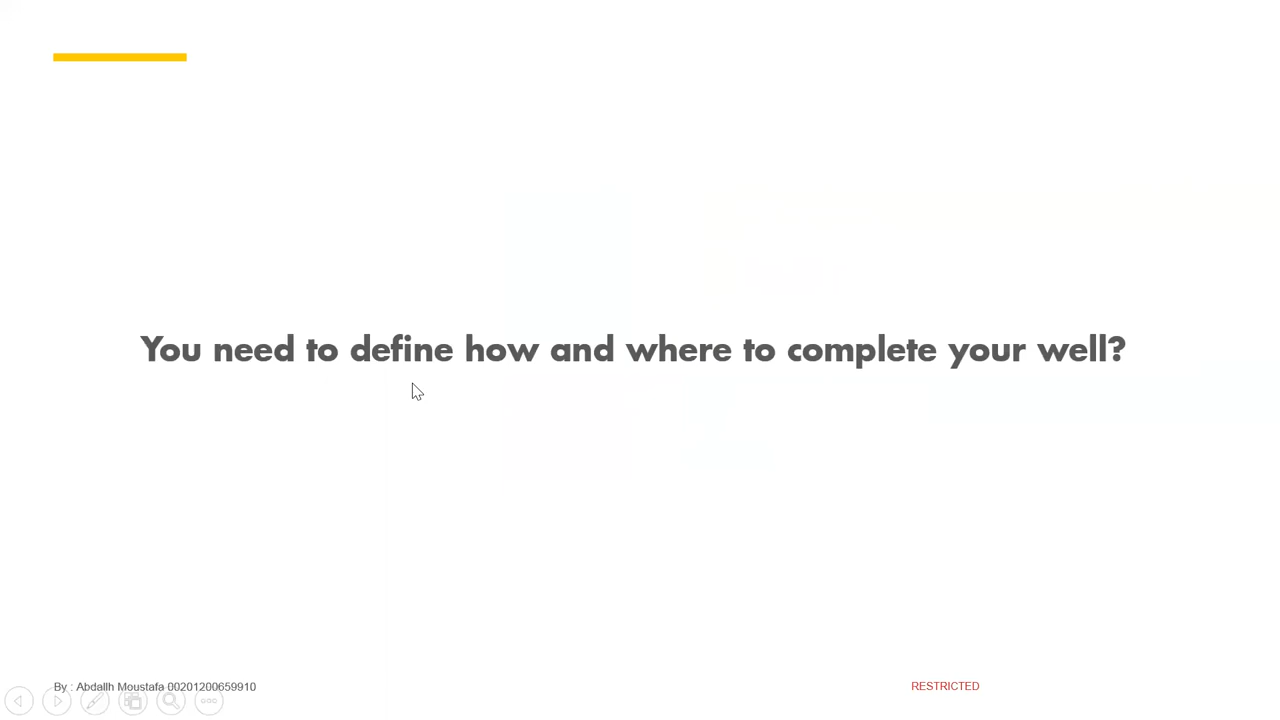 You need to define how and where to complete your well?
By : Abdallh Moustafa 00201200659910
RESTRICTED